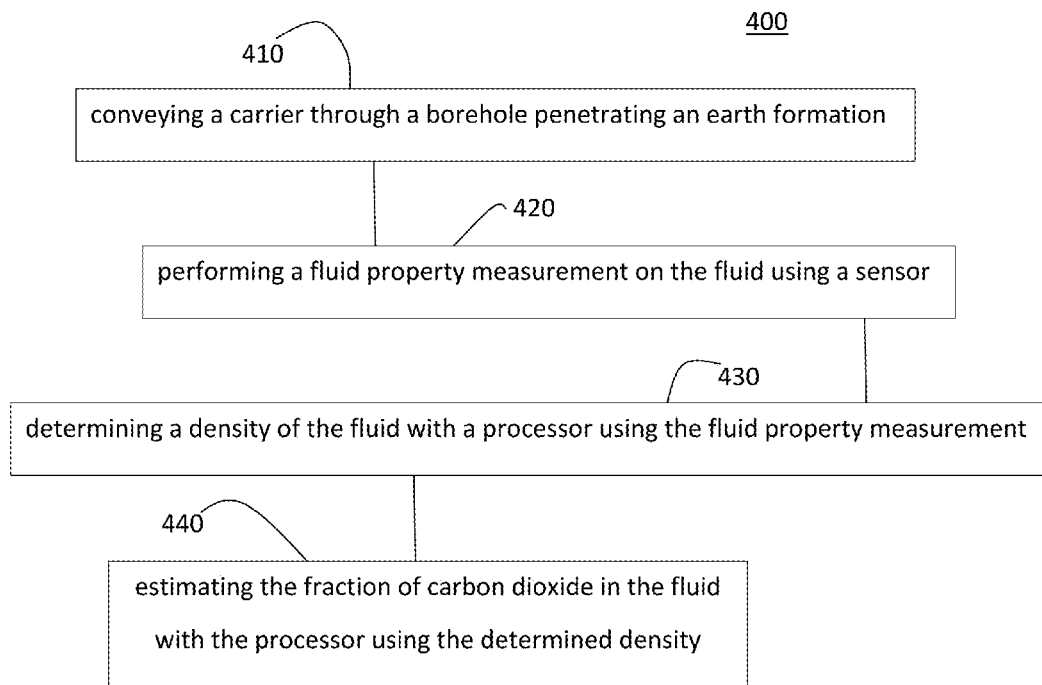 400
410
conveying a carrier through a borehole penetrating an earth formation
420
performing a fluid property measurement on the fluid using a sensor
430
determining a density of the fluid with a processor using the fluid property measurement
440
estimating the fraction of carbon dioxide in the fluid
with the processor using the determined density